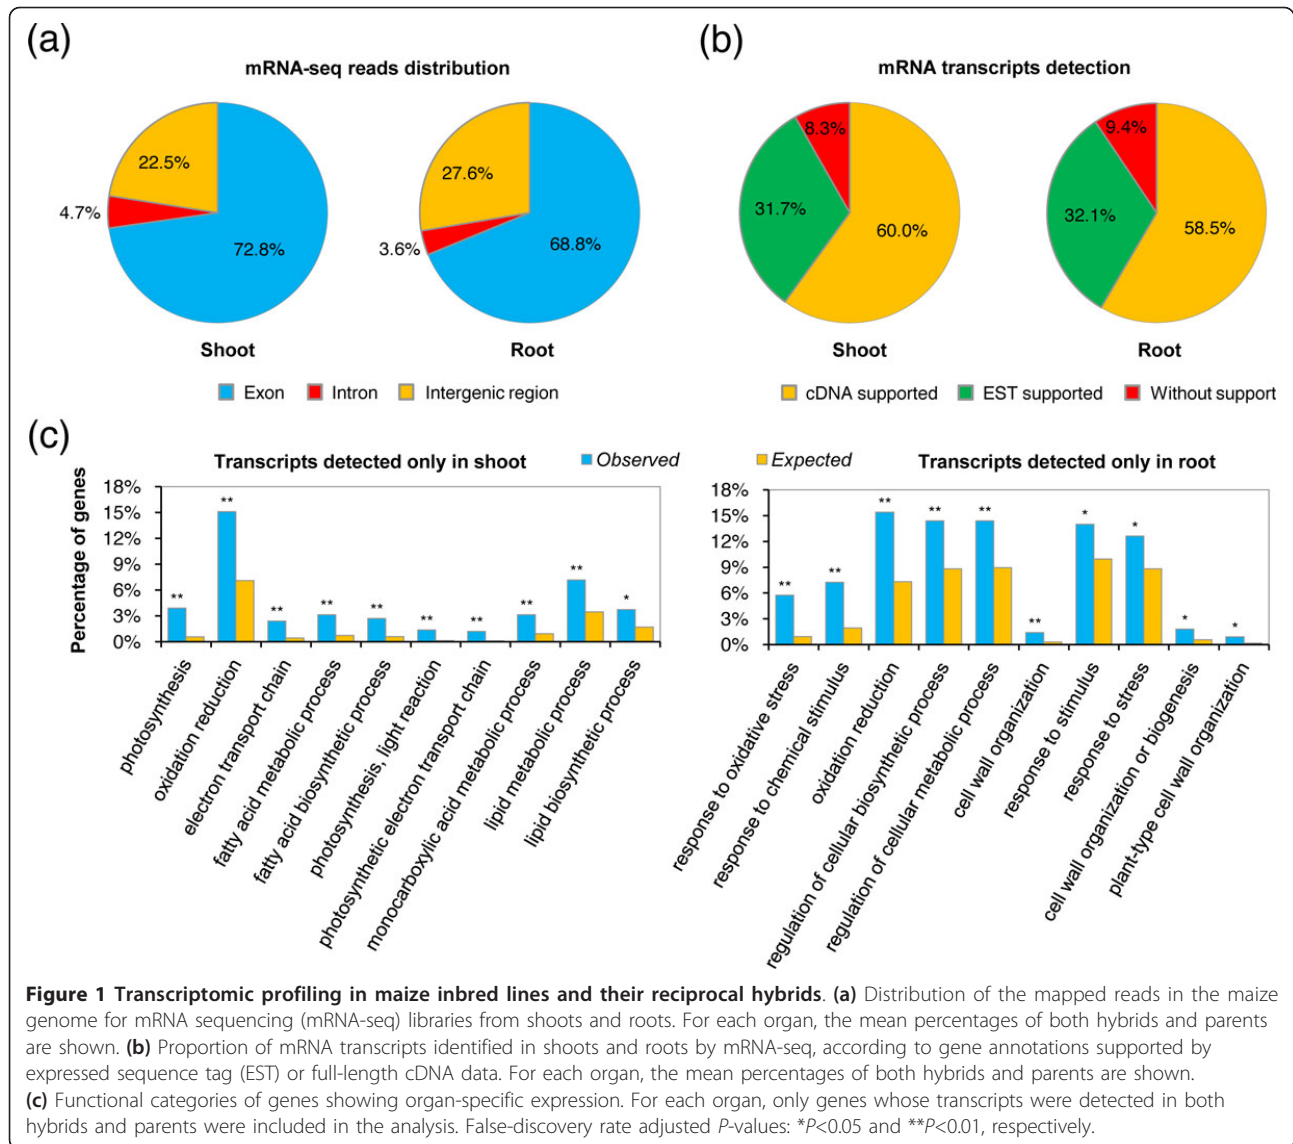 (a)
mRNA-seq reads distribution
22.5%
4.7%
72.8%
27.6%
3.6%
68.8%
Shoot
Root
Exon
Intron
Intergenic region
(b)
mRNA transcripts detection
8.3%
31.7%
60.0%
9.4%
32.1%
58.5%
Shoot
Root
cDNA supported
EST supported
Without support
(c)
Transcripts detected only in shoot
Observed
Expected
Transcripts detected only in root
Percentage of genes
18%
15%
12%
9%
6%
3%
0%
**
**
**
**
**
**
**
**
**
*
photosynthesis
oxidation reduction
electron transport chain
fatty acid metabolic process
fatty acid biosynthetic process
photosynthesis, light reaction
photosynthetic electron transport chain
monocarboxylic acid metabolic process
lipid metabolic process
lipid biosynthetic process
18%
15%
12%
9%
6%
3%
0%
**
**
**
**
**
**
*
*
*
*
response to oxidative stress
response to chemical stimulus
oxidation reduction
regulation of cellular biosynthetic process
regulation of cellular metabolic process
cell wall organization
response to stimulus
response to stress
cell wall organization or biogenesis
plant-type cell wall organization
Figure 1 Transcriptomic profiling in maize inbred lines and their reciprocal hybrids. (a) Distribution of the mapped reads in the maize
genome for mRNA sequencing (mRNA-seq) libraries from shoots and roots. For each organ, the mean percentages of both hybrids and parents
are shown. (b) Proportion of mRNA transcripts identified in shoots and roots by mRNA-seq, according to gene annotations supported by
expressed sequence tag (EST) or full-length cDNA data. For each organ, the mean percentages of both hybrids and parents are shown.
(c) Functional categories of genes showing organ-specific expression. For each organ, only genes whose transcripts were detected in both
hybrids and parents were included in the analysis. False-discovery rate adjusted P-values: *P<0.05 and **P<0.01, respectively.